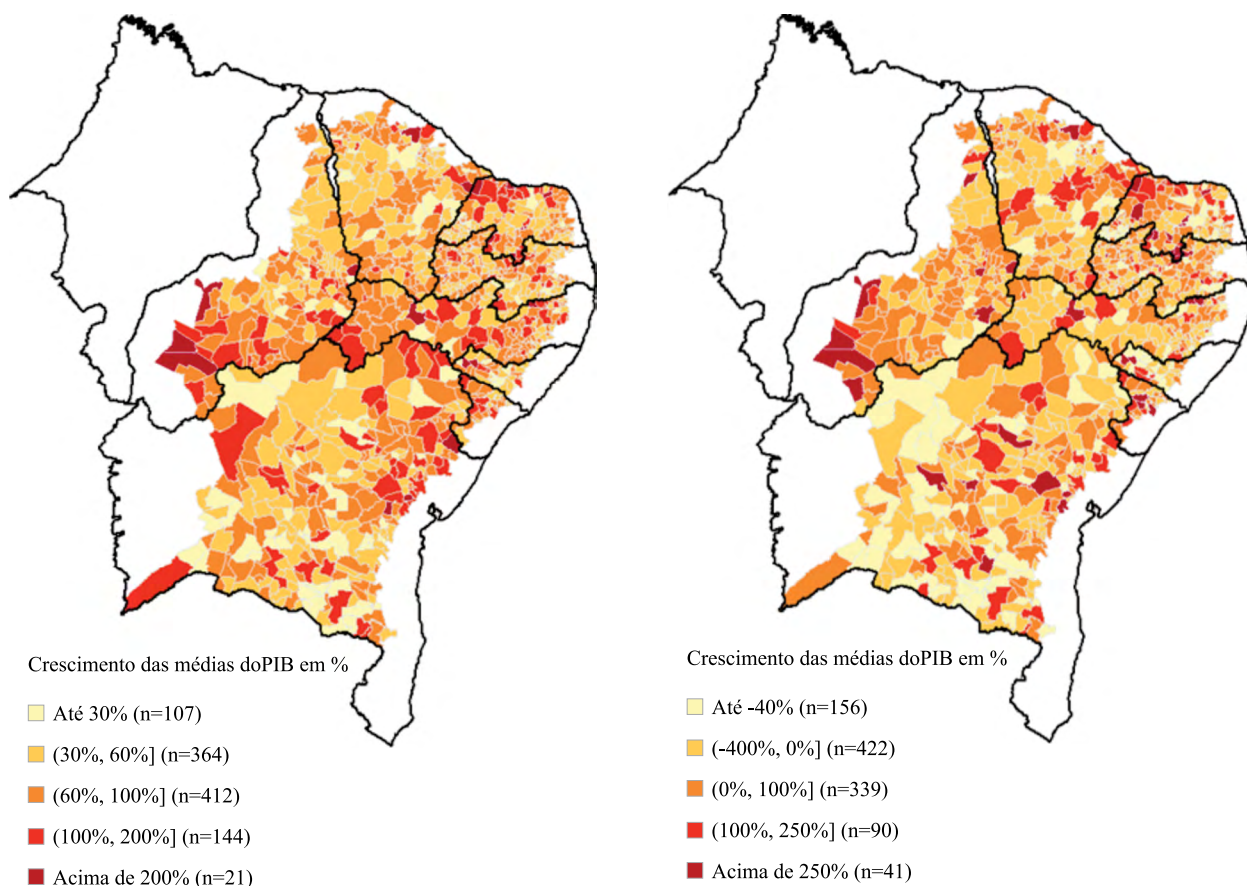 Crescimento das médias doPIB em %
Até 30% (n=107)
(30%, 60%] (n=364)
(60%, 100%] (n=412)
(100%, 200%] (n=144)
Acima de 200% (n=21)
Crescimento das médias doPIB em %
Até -40% (n=156)
(-400%, 0%] (n=422)
(0%, 100%] (n=339)
(100%, 250%] (n=90)
Acima de 250% (n=41)